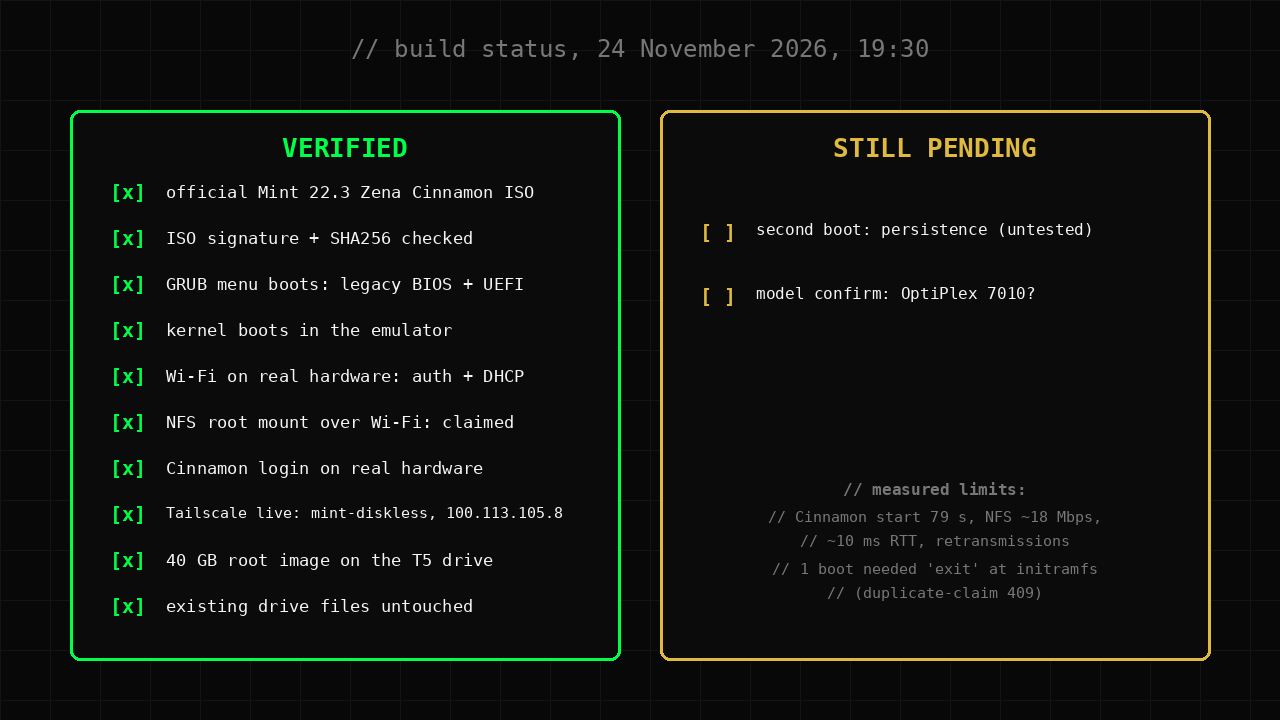 // build status, 24 November 2026, 19:30
VERIFIED
[x] official Mint 22.3 Zena Cinnamon ISO
[x] ISO signature + SHA256 checked
[x] GRUB menu boots: legacy BIOS + UEFI
[x] kernel boots in the emulator
[x] Wi-Fi on real hardware: auth + DHCP
[x] NFS root mount over Wi-Fi: claimed
[x] Cinnamon login on real hardware
[x] Tailscale live: mint-diskless, 100.113.105.8
[x] 40 GB root image on the T5 drive
[x] existing drive files untouched
STILL PENDING
[ ] second boot: persistence (untested)
[ ] model confirm: OptiPlex 7010?
// measured limits:
// Cinnamon start 79 s, NFS ~18 Mbps,
// ~10 ms RTT, retransmissions
// 1 boot needed 'exit' at initramfs
// (duplicate-claim 409)